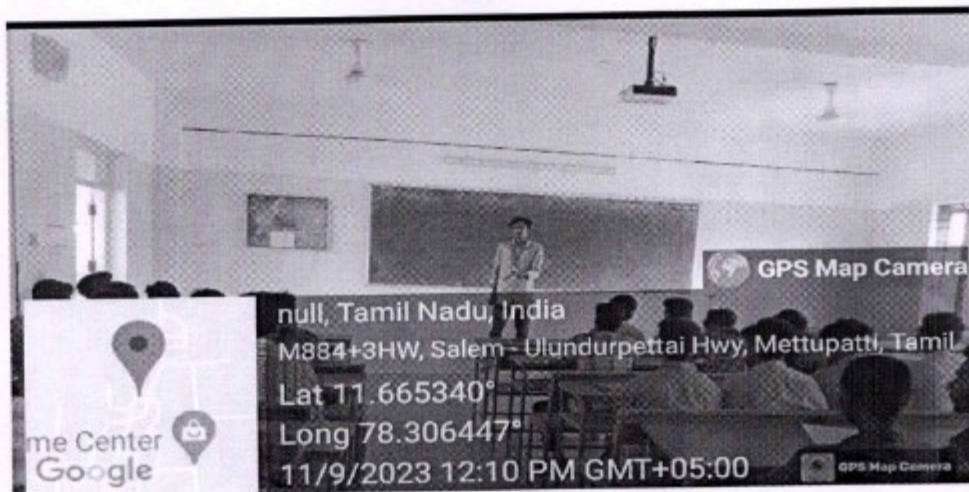 GPS Map Camera
null, Tamil Nadu, India
M884+3HW, Salem - Ulundurpettai Hwy, Mettupatti, Tamil
Lat 11.665340°
Long 78.306447°
11/9/2023 12:10 PM GMT+05:00
me Center
Google
GPS Map Camera